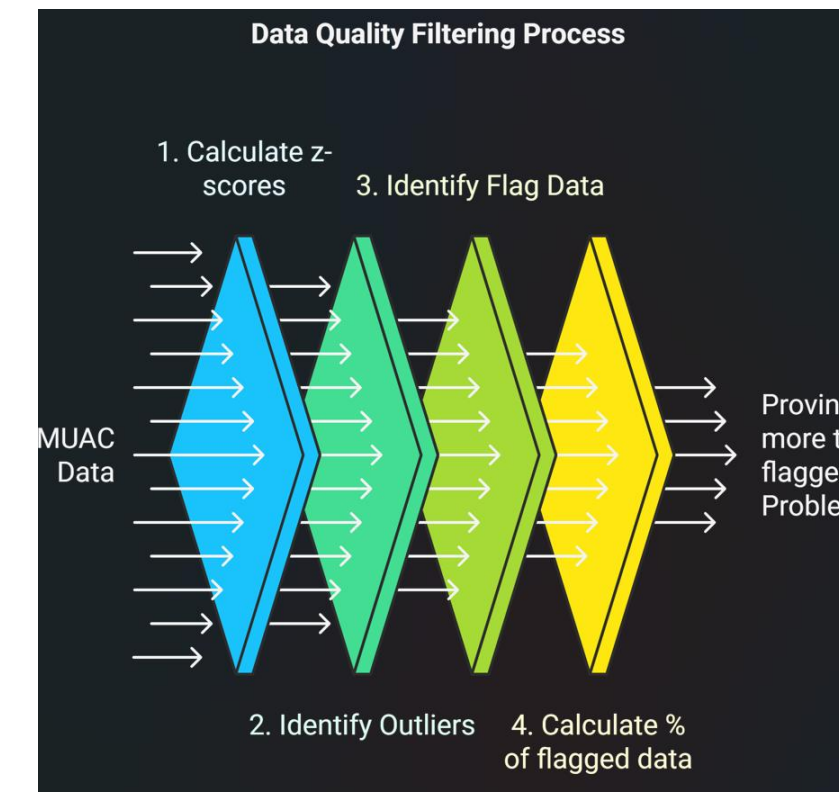 Data Quality Filtering Process
1. Calculate z-
scores
3. Identify Flag Data
MUAC
Data
more
2. Identify Outliers
4. Calculate %
of flagged data